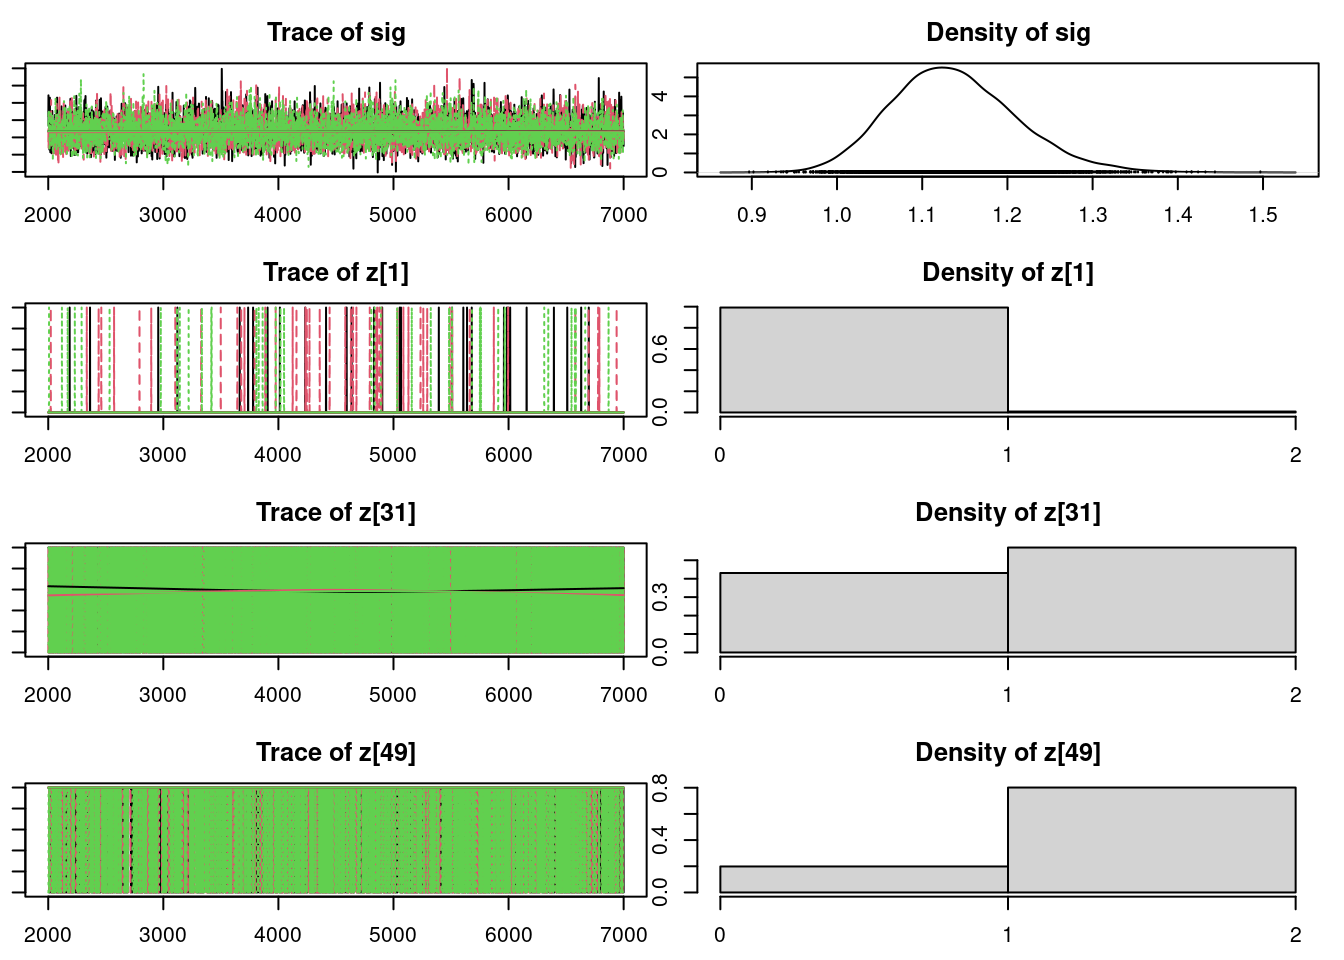 Trace of sig
2000 3000 4000 5000 6000 7000
Density of sig
0 2 4
0.9 1.0 1.1 1.2 1.3 1.4 1.5
Trace of z[1]
2000 3000 4000 5000 6000 7000
Density of z[1]
0.0 0.6
0 1 2
Trace of z[31]
2000 3000 4000 5000 6000 7000
Density of z[31]
0.0 0.3
0 1 2
Trace of z[49]
2000 3000 4000 5000 6000 7000
Density of z[49]
0.0 0.4 0.8
0 1 2